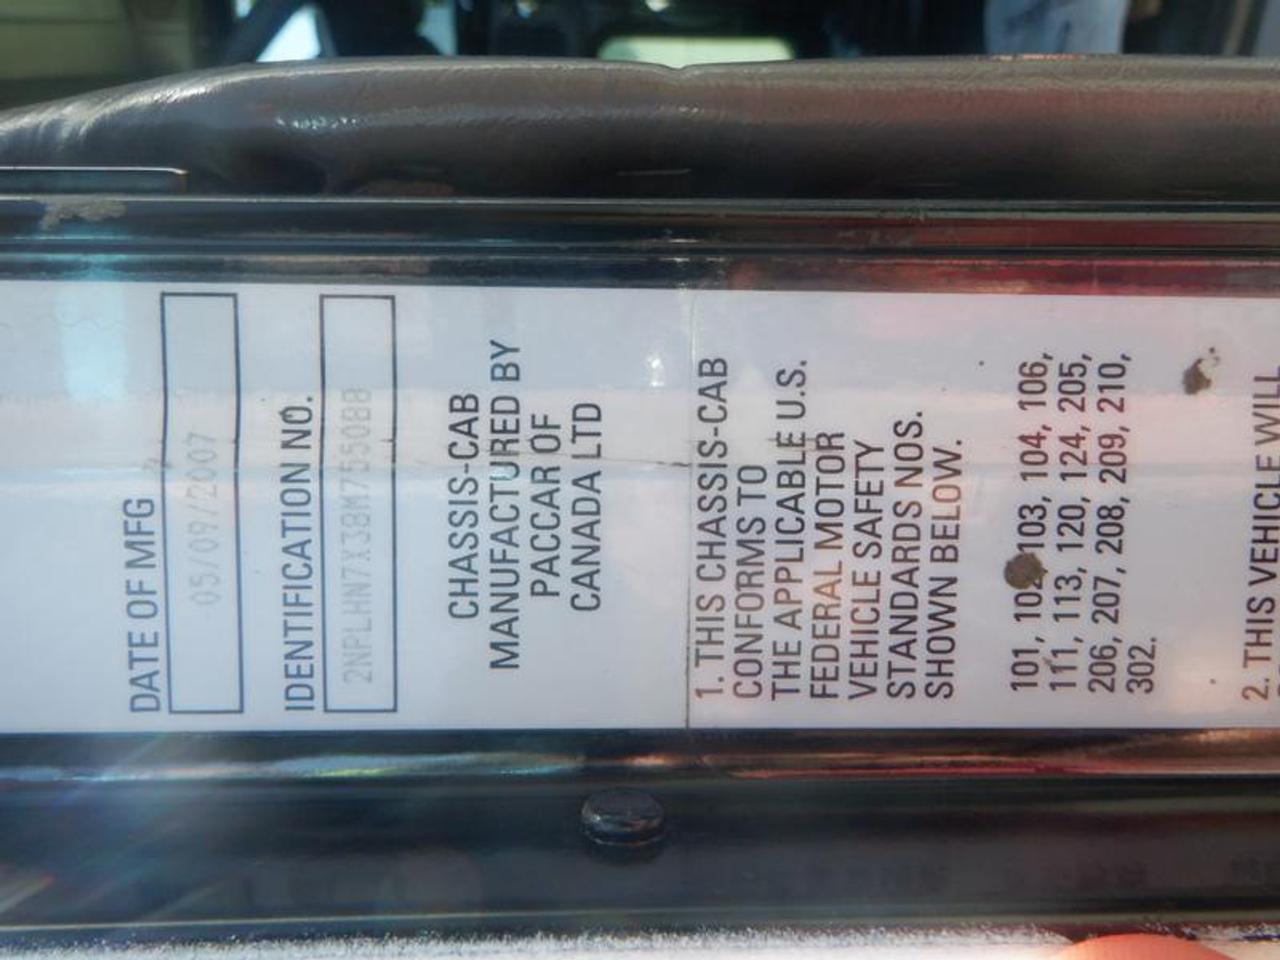 DATE OF MFG
05/09/2007
IDENTIFICATION NO.
2NPLHN7X38M755088
CHASSIS-CAB
MANUFACTURED BY
PACCAR OF
CANADA LTD
1. THIS CHASSIS-CAB
CONFORMS TO
THE APPLICABLE U.S.
FEDERAL MOTOR
VEHICLE SAFETY
STANDARDS NOS.
SHOWN BELOW.
101, 102, 103, 104, 106,
111, 113, 120, 124, 205,
206, 207, 208, 209, 210,
302.
2. THIS VEHICLE WILL